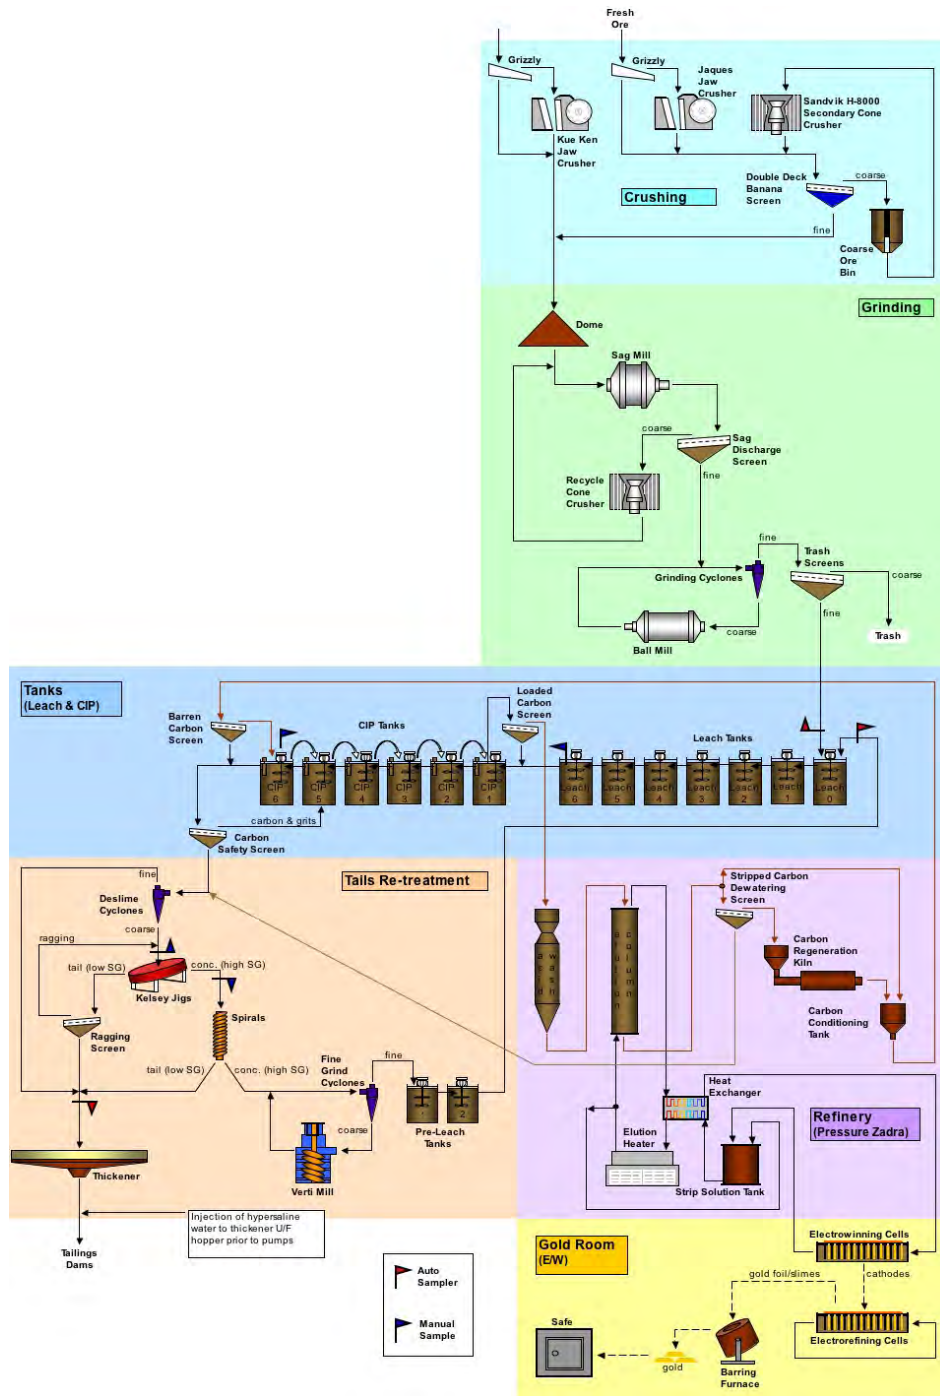 Fresh
Ore
Grizzly
Grizzly
Jaques
Jaw
Crusher
Sandvik H-8000
Secondary Cone
Crusher
Kue Ken
Jaw
Crusher
Double Deck
Banana
Screen
coarse
Crushing
fine
Coarse
Ore
Bin
Grinding
Dome
Sag Mill
coarse
Sag
Discharge
Screen
fine
Recycle
Cone
Crusher
fine
Trash
Screens
Grinding Cyclones
coarse
fine
coarse
Ball Mill
Trash
Tanks
(Leach & CIP)
Barren
Carbon
Screen
CIP Tanks
Loaded
Carbon
Screen
Leach Tanks
CIP
6
CIP
5
CIP
4
CIP
3
CIP
2
CIP
1
Leach
6
Leach
5
Leach
4
Leach
3
Leach
2
Leach
1
Leach
0
carbon & grits
Carbon
Safety Screen
Tails Re-treatment
fine
Deslime
Cyclones
coarse
ragging
tail (low SG)
conc. (high SG)
Kelsey Jigs
Ragging
Screen
Spirals
tail (low SG)
conc. (high SG)
Fine
Grind
Cyclones
fine
coarse
1
2
Pre-Leach
Tanks
Verti Mill
Thickener
Injection of hypersaline
water to thickener U/F
hopper prior to pumps
Tailings
Dams
acid
wash
elution
column
Stripped Carbon
Dewatering
Screen
Carbon
Regeneration
Kiln
Carbon
Conditioning
Tank
Heat
Exchanger
Refinery
(Pressure Zadra)
Elution
Heater
Strip Solution Tank
Gold Room
(E/W)
Electrowinning Cells
gold foil/slimes
cathodes
Electrorefining Cells
Safe
gold
Barring
Furnace
Auto
Sampler
Manual
Sample